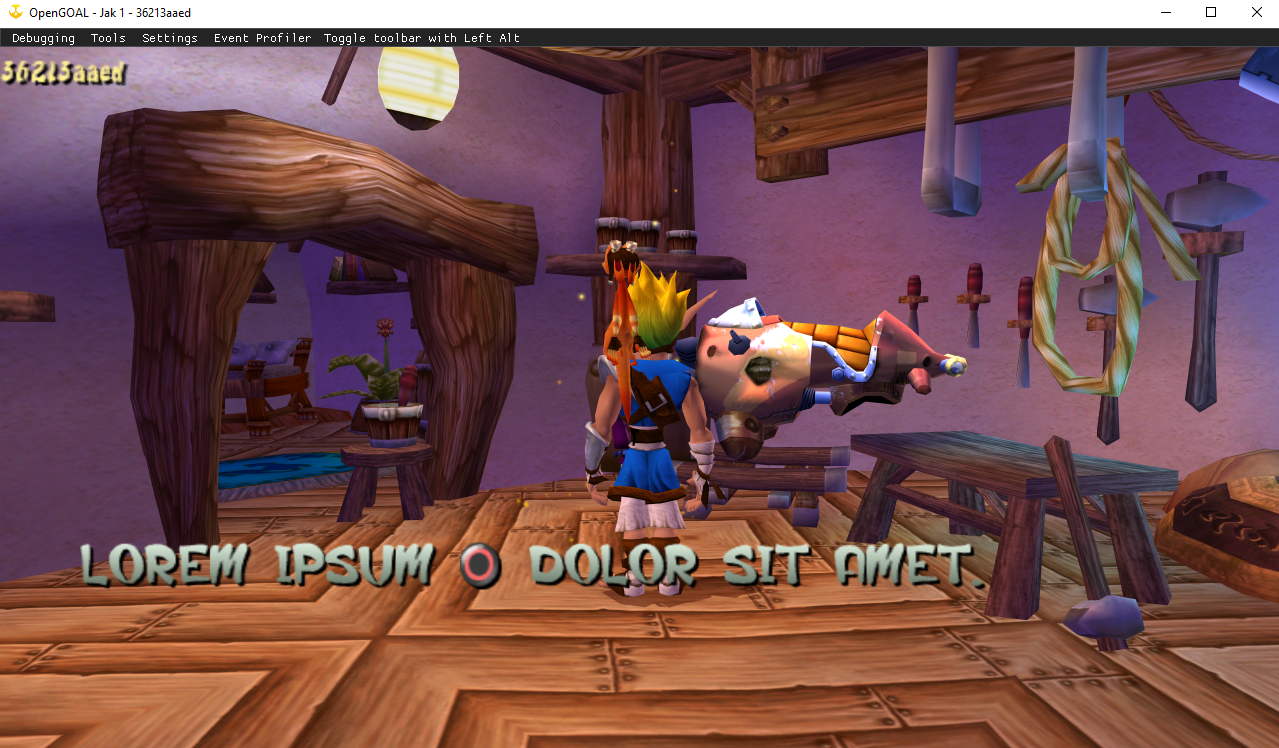 OpenGOAL - Jak 1 - 36213aaed
Debugging Tools Settings Event Profiler Toggle toolbar with Left Alt
36213aaed
LOREM IPSUM DOLOR SIT AMET.